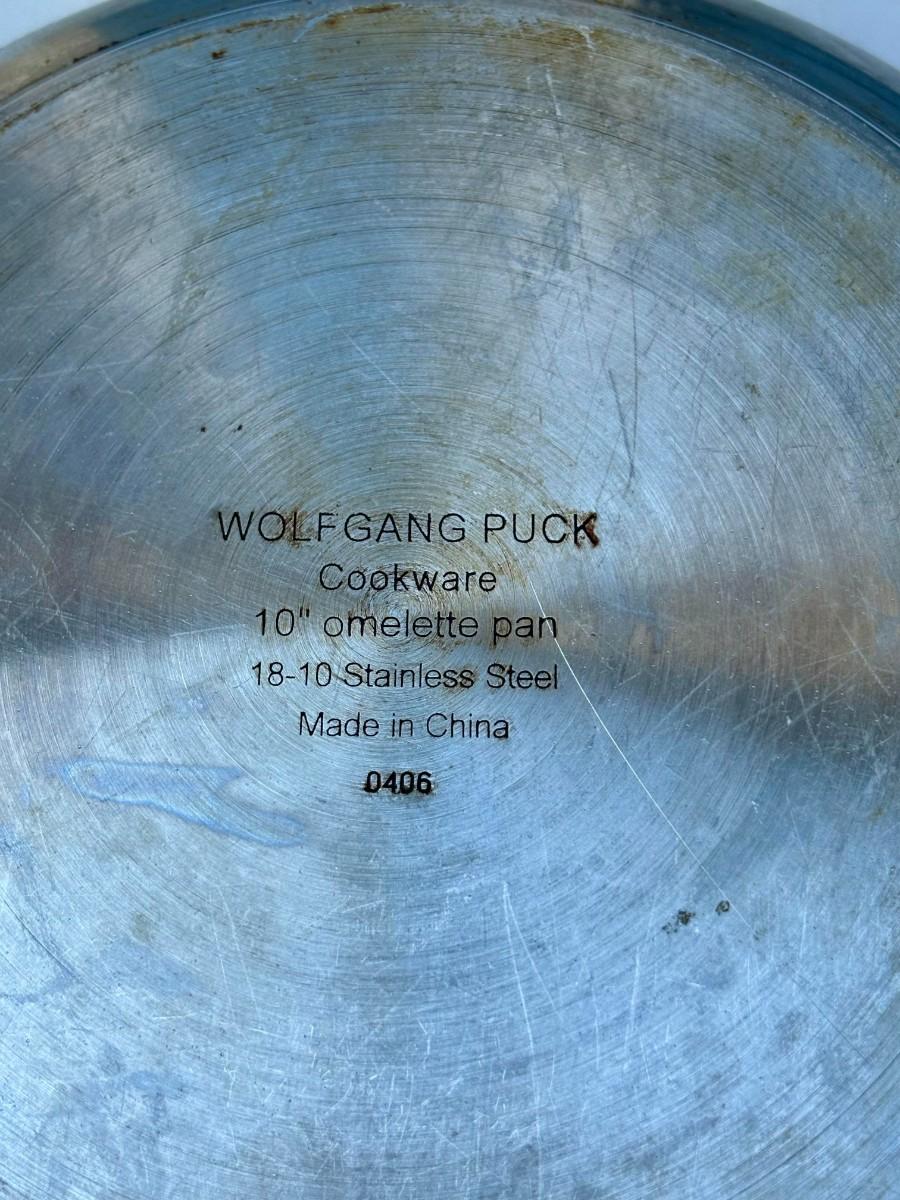 WOLFGANG PUCK
Cookware
10" omelette pan
18-10 Stainless Steel
Made in China
0406